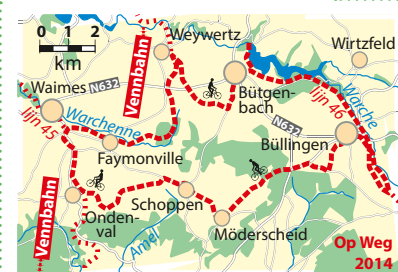 0 1 2
km
Weywertz
Wirtzfeld
Vennbahn
Waimes
N632
Bütgen-
bach
lijn 46
Warche
lijn 45
Warchenne
N632
Büllingen
Faymonville
Schoppen
Onden-
val
Amel
Möderscheid
Vennbahn
Op Weg
2014